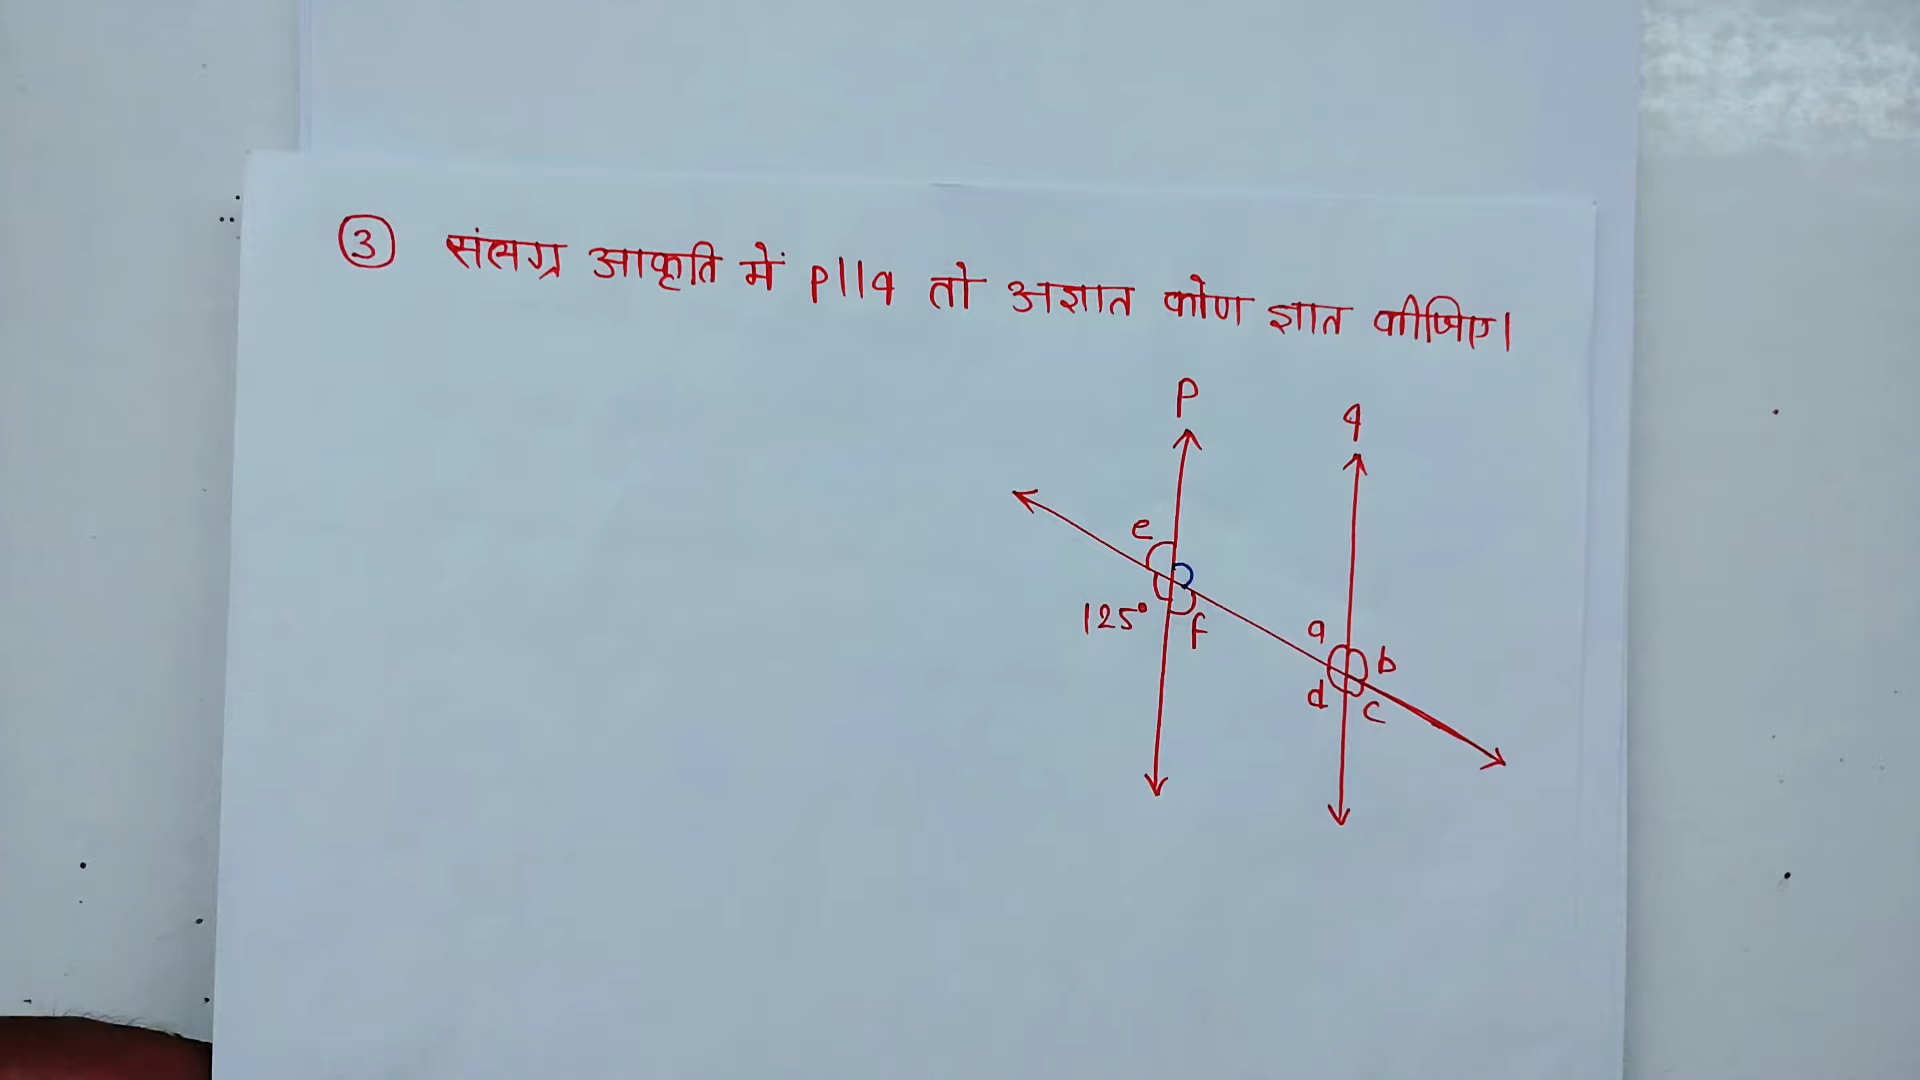 ③ संलग्न आकृति में p||q तो अज्ञात कोण ज्ञात कीजिए।
P
q
e
125°
f
a
b
d
c